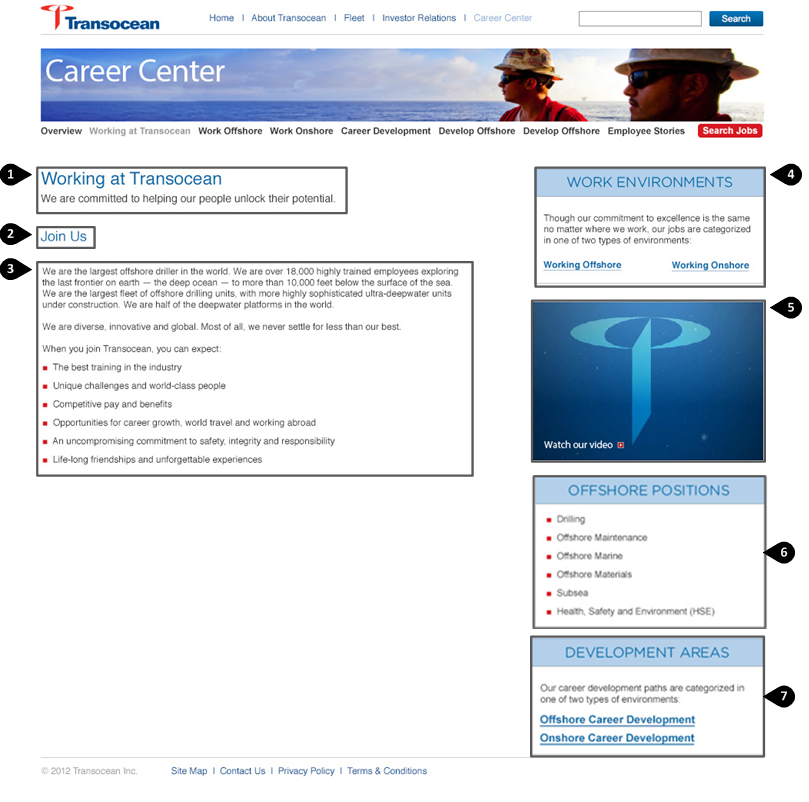 Transocean
Home | About Transocean | Fleet | Investor Relations | Career Center
Search
Career Center
Overview Working at Transocean Work Offshore Work Onshore Career Development Develop Offshore Develop Offshore Employee Stories Search Jobs
1
Working at Transocean
We are committed to helping our people unlock their potential.
2
Join Us
3
We are the largest offshore driller in the world. We are over 18,000 highly trained employees exploring
the last frontier on earth — the deep ocean — to more than 10,000 feet below the surface of the sea.
We are the largest fleet of offshore drilling units, with more highly sophisticated ultra-deepwater units
under construction. We are half of the deepwater platforms in the world.
We are diverse, innovative and global. Most of all, we never settle for less than our best.
When you join Transocean, you can expect:
The best training in the industry
Unique challenges and world-class people
Competitive pay and benefits
Opportunities for career growth, world travel and working abroad
An uncompromising commitment to safety, integrity and responsibility
Life-long friendships and unforgettable experiences
4
WORK ENVIRONMENTS
Though our commitment to excellence is the same
no matter where we work, our jobs are categorized
in one of two types of environments:
Working Offshore Working Onshore
5
Watch our video
OFFSHORE POSITIONS
Drilling
Offshore Maintenance
6
Offshore Marine
Offshore Materials
Subsea
Health, Safety and Environment (HSE)
DEVELOPMENT AREAS
Our career development paths are categorized in
one of two types of environments:
7
Offshore Career Development
Onshore Career Development
© 2012 Transocean Inc. Site Map | Contact Us | Privacy Policy | Terms & Conditions